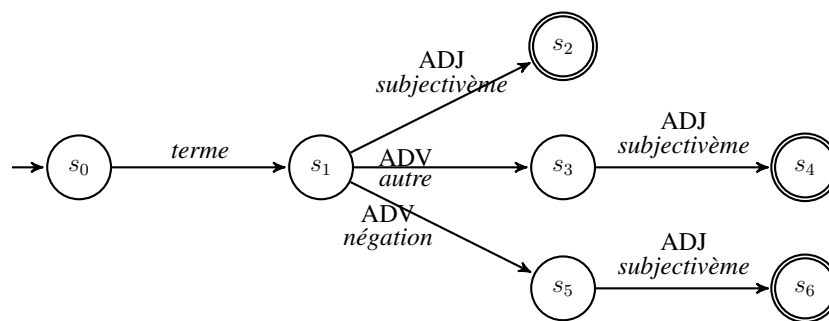 ADJ
subjectivème
s2
s0
terme
s1
ADV
autre
s3
ADJ
subjectivème
s4
ADV
négation
s5
ADJ
subjectivème
s6